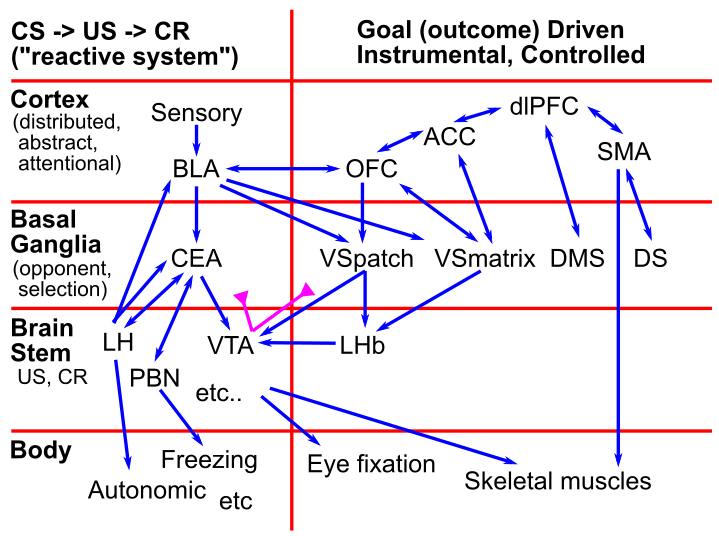 CS -> US -> CR
("reactive system")
Goal (outcome) Driven
Instrumental, Controlled
Cortex
(distributed,
abstract,
attentional)
Sensory
BLA
OFC
ACC
dlPFC
SMA
Basal
Ganglia
(opponent,
selection)
CEA
VSpatch
VSmatrix
DMS
DS
Brain
Stem
US, CR
LH
PBN
VTA
LHb
etc..
Body
Autonomic
Freezing
etc
Eye fixation
Skeletal muscles